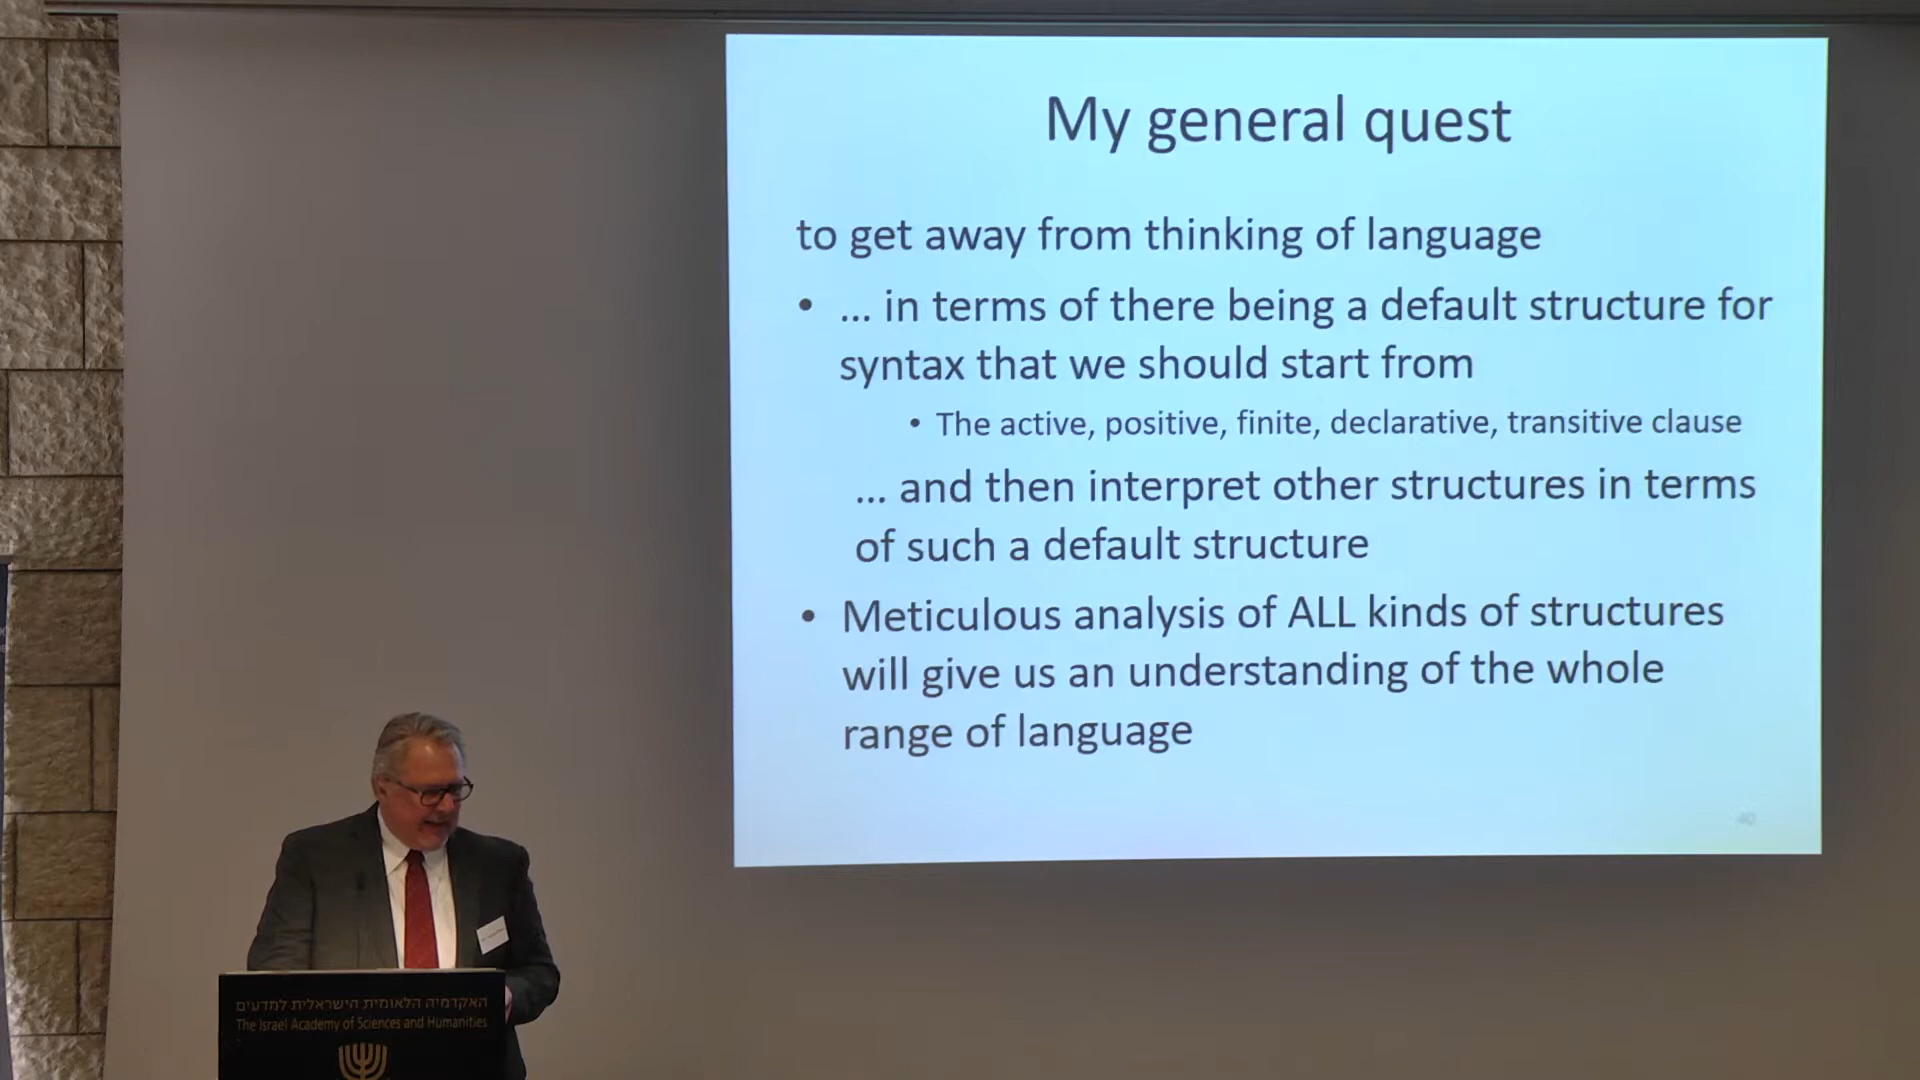 My general quest
to get away from thinking of language
• ... in terms of there being a default structure for
syntax that we should start from
• The active, positive, finite, declarative, transitive clause
... and then interpret other structures in terms
of such a default structure
• Meticulous analysis of ALL kinds of structures
will give us an understanding of the whole
range of language
40
האקדמיה הלאומית הישראלית למדעים
The Israel Academy of Sciences and Humanities